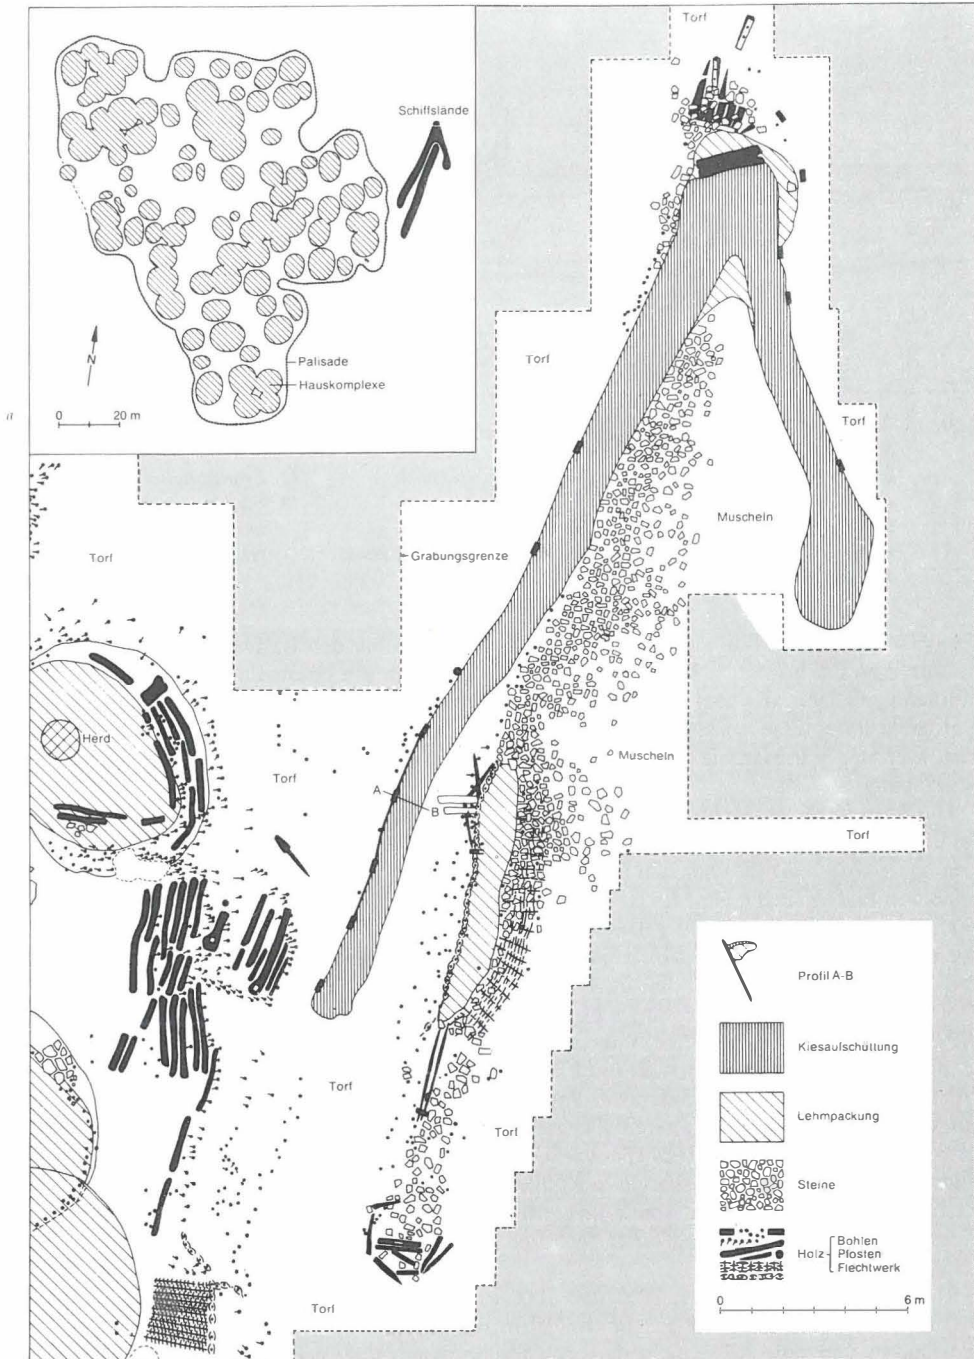 Torf
Schiffslände
N
Palisade
Hauskomplexe
0 20 m
Torf
Torf
Grabungsgrenze
Muscheln
Torf
Herd
Torf
Muscheln
A
B
Torf
Profil A-B
Kiesaufschüttung
Lehmpackung
Torf
Torf
Steine
Holz
Bohlen
Pfosten
Flechtwerk
Torf
0 6 m